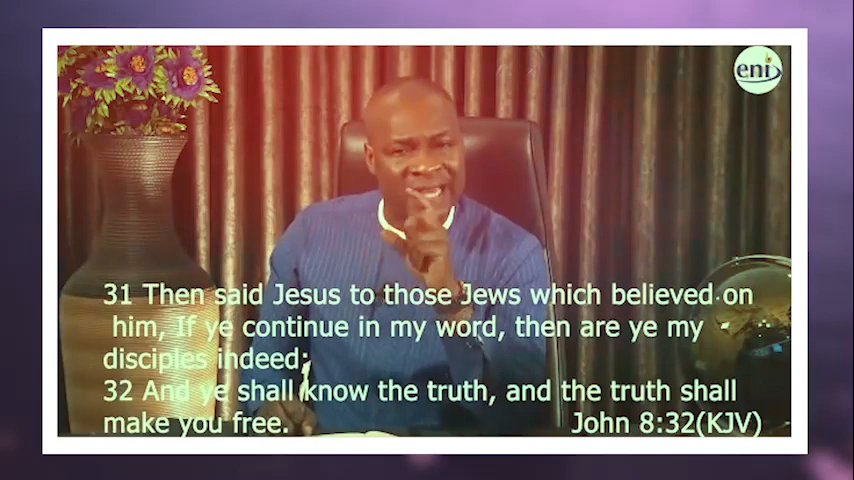 eni
31 Then said Jesus to those Jews which believed on
him, If ye continue in my word, then are ye my
disciples indeed;
32 And ye shall know the truth, and the truth shall
make you free. John 8:32(KJV)